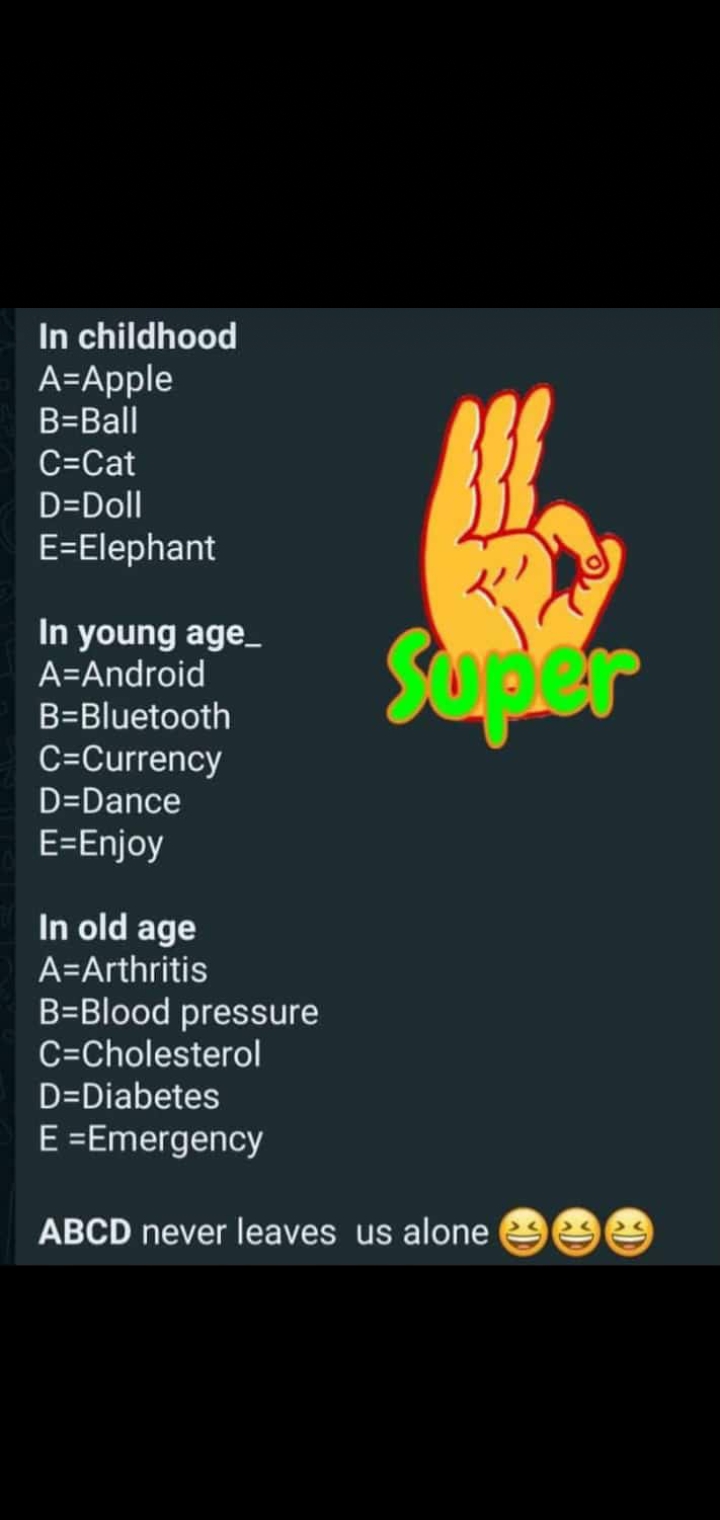 In childhood
A=Apple
B=Ball
C=Cat
D=Doll
E=Elephant
In young age_
A=Android
B=Bluetooth
C=Currency
D=Dance
E=Enjoy
In old age
A=Arthritis
B=Blood pressure
C=Cholesterol
D=Diabetes
E =Emergency
ABCD never leaves  us alone 😆😆😆
Super